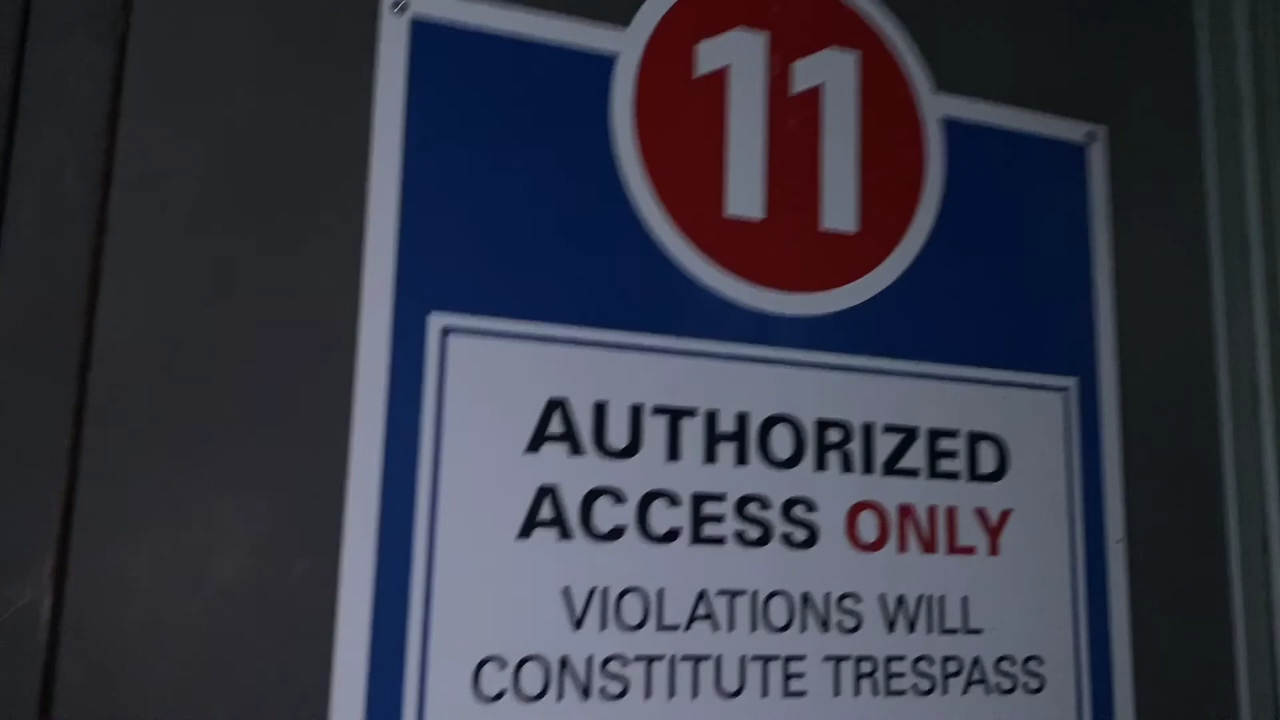 11
AUTHORIZED
ACCESS ONLY
VIOLATIONS WILL
CONSTITUTE TRESPASS